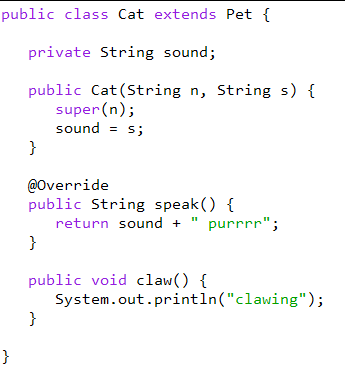 public class Cat extends Pet {
private String sound;
public Cat(String n, String s) {
super(n);
sound = s;
}
@Override
public String speak() {
return sound + " purrrr";
}
public void claw() {
System.out.println("clawing");
}
}